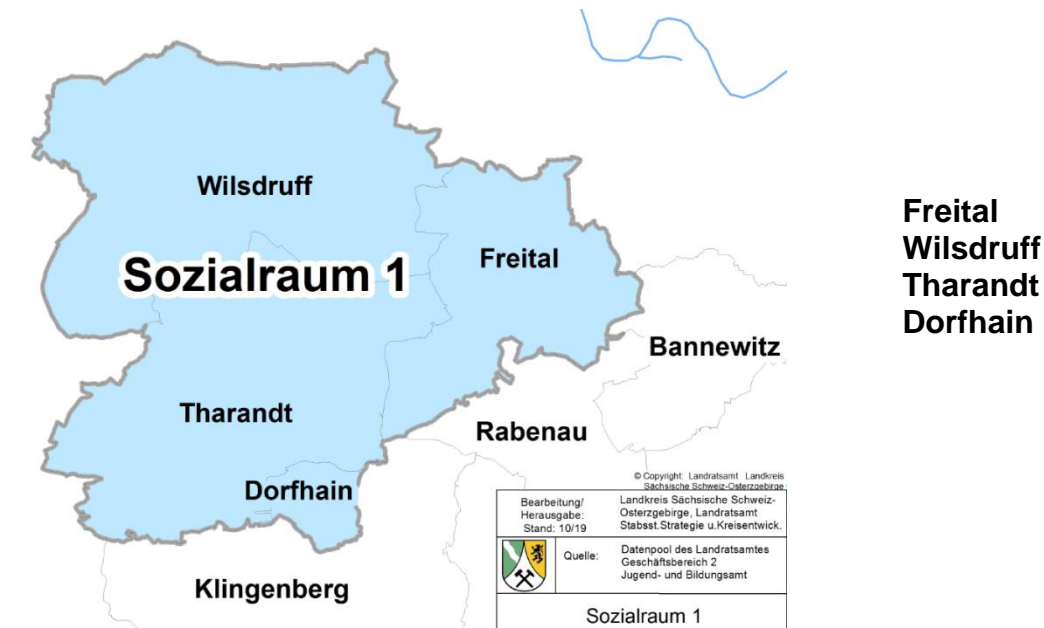 Wilsdruff
Sozialraum 1
Freital
Bannewitz
Tharandt
Rabenau
Dorfhain
Klingenberg
Freital
Wilsdruff
Tharandt
Dorfhain
© Copyright: Landratsamt Landkreis
Sächsische Schweiz-Osterzgebirge
Bearbeitung/
Herausgabe:
Stand: 10/19
Landkreis Sächsische Schweiz-
Osterzgebirge, Landratsamt
Stabsst.Strategie u.Kreisentwick.
Quelle:
Datenpool des Landratsamtes
Geschäftsbereich 2
Jugend- und Bildungsamt
Sozialraum 1